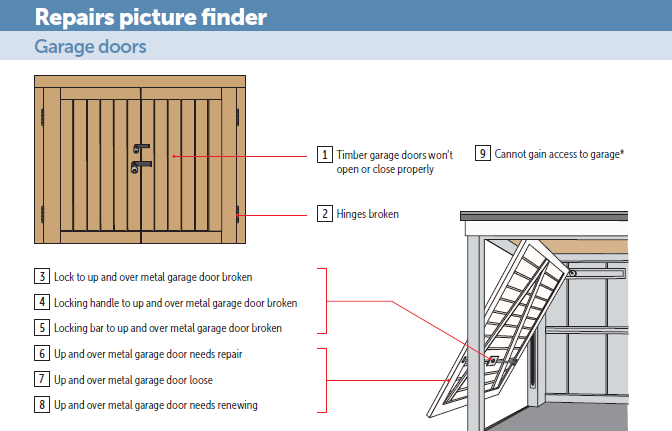 Repairs picture finder
Garage doors
1 Timber garage doors won't
open or close properly
9 Cannot gain access to garage*
2 Hinges broken
3 Lock to up and over metal garage door broken
4 Locking handle to up and over metal garage door broken
5 Locking bar to up and over metal garage door broken
6 Up and over metal garage door needs repair
7 Up and over metal garage door loose
8 Up and over metal garage door needs renewing